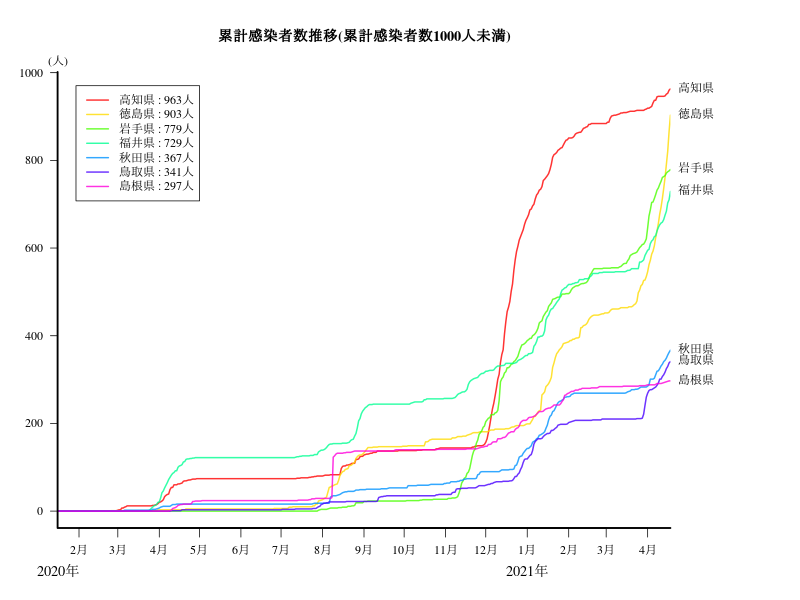 累計感染者数推移(累計感染者数1000人未満)
(人)
1000
800
600
400
200
0
高知県 : 963人
徳島県 : 903人
岩手県 : 779人
福井県 : 729人
秋田県 : 367人
鳥取県 : 341人
島根県 : 297人
高知県
徳島県
岩手県
福井県
秋田県
鳥取県
島根県
2月 3月 4月 5月 6月 7月 8月 9月 10月 11月 12月 1月 2月 3月 4月
2020年 2021年